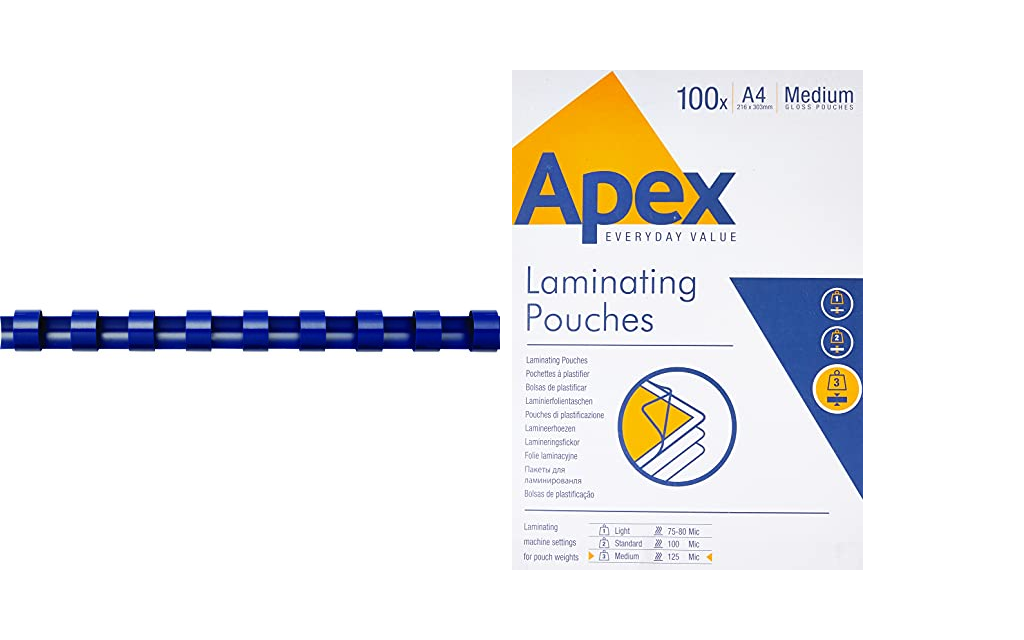 100x A4 Medium
216 x 303mm GLOSS POUCHES
Apex
EVERYDAY VALUE
Laminating
Pouches
1
2
3
Laminating Pouches
Pochettes à plastifier
Bolsas de plastificar
Laminierfolientaschen
Pouches di plastificazione
Lamineerhoezen
Lamineringsfickor
Folie laminacyjne
Пакеты для
ламинированля
Bolsas de plastificação
Laminating
machine settings
for pouch weights
1 Light 75-80 Mic
2 Standard 100 Mic
3 Medium 125 Mic